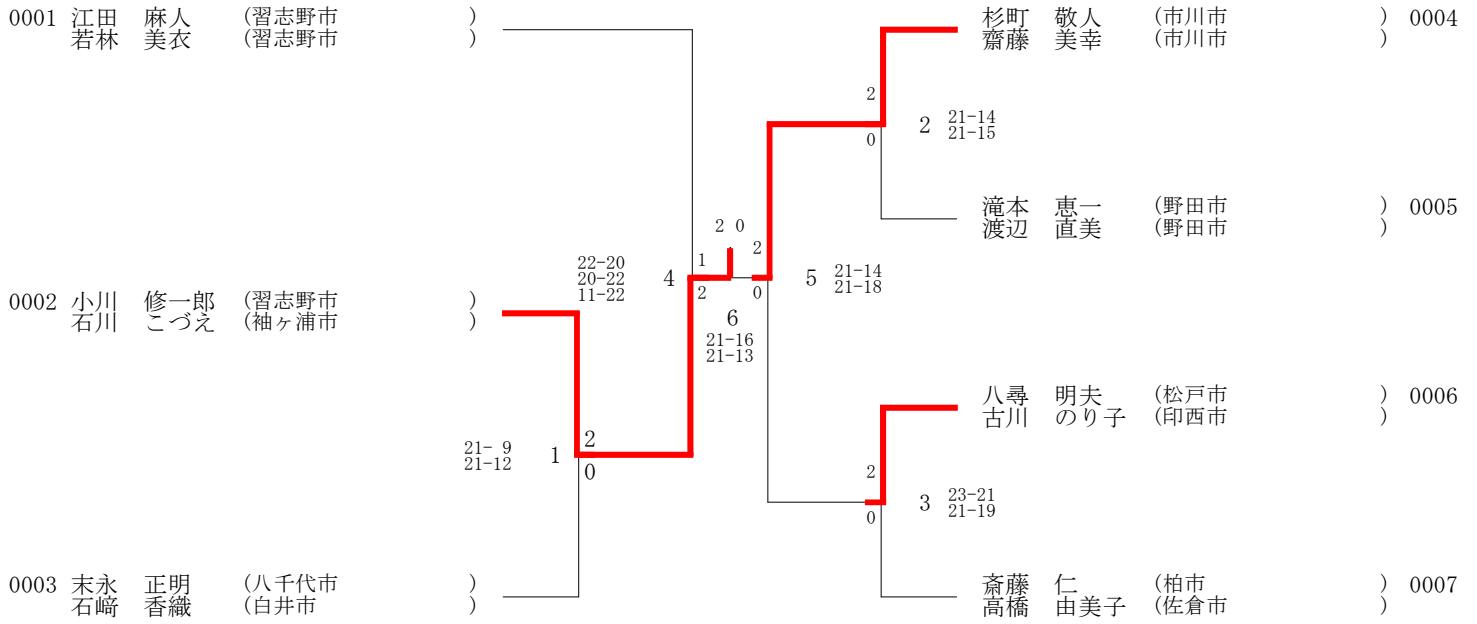 0001 江田 麻人 (習志野市 )
若林 美衣 (習志野市 )
杉町 敬人 (市川市 ) 0004
齋藤 美幸 (市川市 )
2
0
2
21-14
21-15
滝本 恵一 (野田市 ) 0005
渡辺 直美 (野田市 )
2 0
22-20
20-22
11-22
4
1
2
2
0
5
21-14
21-18
6
21-16
21-13
0002 小川 修一郎 (習志野市 )
石川 こづえ (袖ヶ浦市 )
八尋 明夫 (松戸市 ) 0006
古川 のり子 (印西市 )
21- 9
21-12
1
2
0
2
0
3
23-21
21-19
0003 末永 正明 (八千代市 )
石﨑 香織 (白井市 )
斎藤 仁 (柏市 ) 0007
高橋 由美子 (佐倉市 )